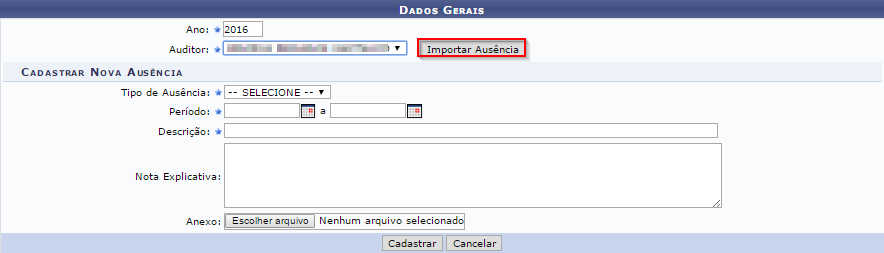 Dados Gerais
Ano: 2016
Auditor: Importar Ausência
Cadastrar Nova Ausência
Tipo de Ausência: -- SELECIONE --
Período: a
Descrição:
Nota Explicativa:
Anexo: Escolher arquivo Nenhum arquivo selecionado
Cadastrar Cancelar